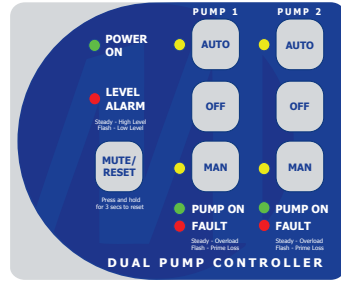 PUMP 1
PUMP 2
POWER
ON
AUTO
AUTO
LEVEL
ALARM
Steady - High Level
Flash - Low Level
OFF
OFF
MUTE/
RESET
MAN
MAN
Press and hold
for 3 secs to reset
PUMP ON
FAULT
Steady - Overload
Flash - Prime Loss
PUMP ON
FAULT
Steady - Overload
Flash - Prime Loss
DUAL PUMP CONTROLLER